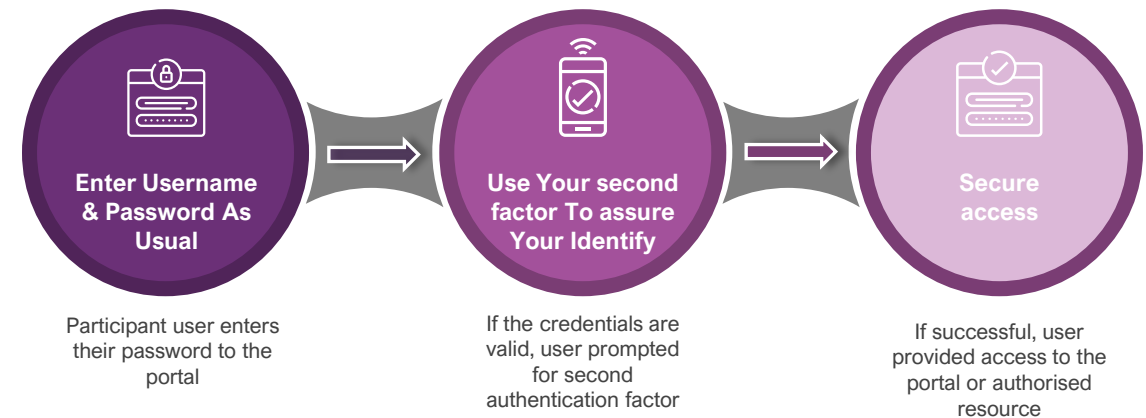 Enter Username
& Password As
Usual
Participant user enters
their password to the
portal
Use Your second
factor To assure
Your Identify
If the credentials are
valid, user prompted
for second
authentication factor
Secure
access
If successful, user
provided access to the
portal or authorised
resource